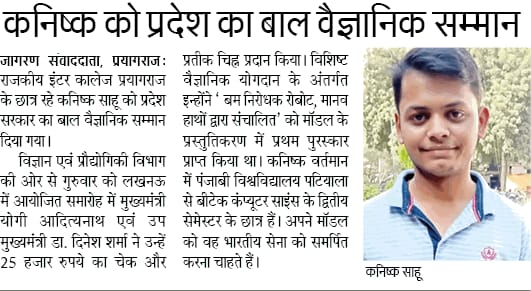 कनिष्क को प्रदेश का बाल वैज्ञानिक सम्मान
जागरण संवाददाता, प्रयागराज:
राजकीय इंटर कालेज प्रयागराज
के छात्र रहे कनिष्क साहू को प्रदेश
सरकार का बाल वैज्ञानिक सम्मान
दिया गया।
विज्ञान एवं प्रौद्योगिकी विभाग
की ओर से गुरुवार को लखनऊ
में आयोजित समारोह में मुख्यमंत्री
योगी आदित्यनाथ एवं उप
मुख्यमंत्री डा. दिनेश शर्मा ने उन्हें
25 हजार रुपये का चेक और
प्रतीक चिह्न प्रदान किया। विशिष्ट
वैज्ञानिक योगदान के अंतर्गत
इन्होंने ' बम निरोधक रोबोट, मानव
हाथों द्वारा संचालित' को मॉडल के
प्रस्तुतिकरण में प्रथम पुरस्कार
प्राप्त किया था। कनिष्क वर्तमान
में पंजाबी विश्वविद्यालय पटियाला
से बीटेक कंप्यूटर साइंस के द्वितीय
सेमेस्टर के छात्र हैं। अपने मॉडल
को वह भारतीय सेना को समर्पित
करना चाहते हैं।
कनिष्क साहू